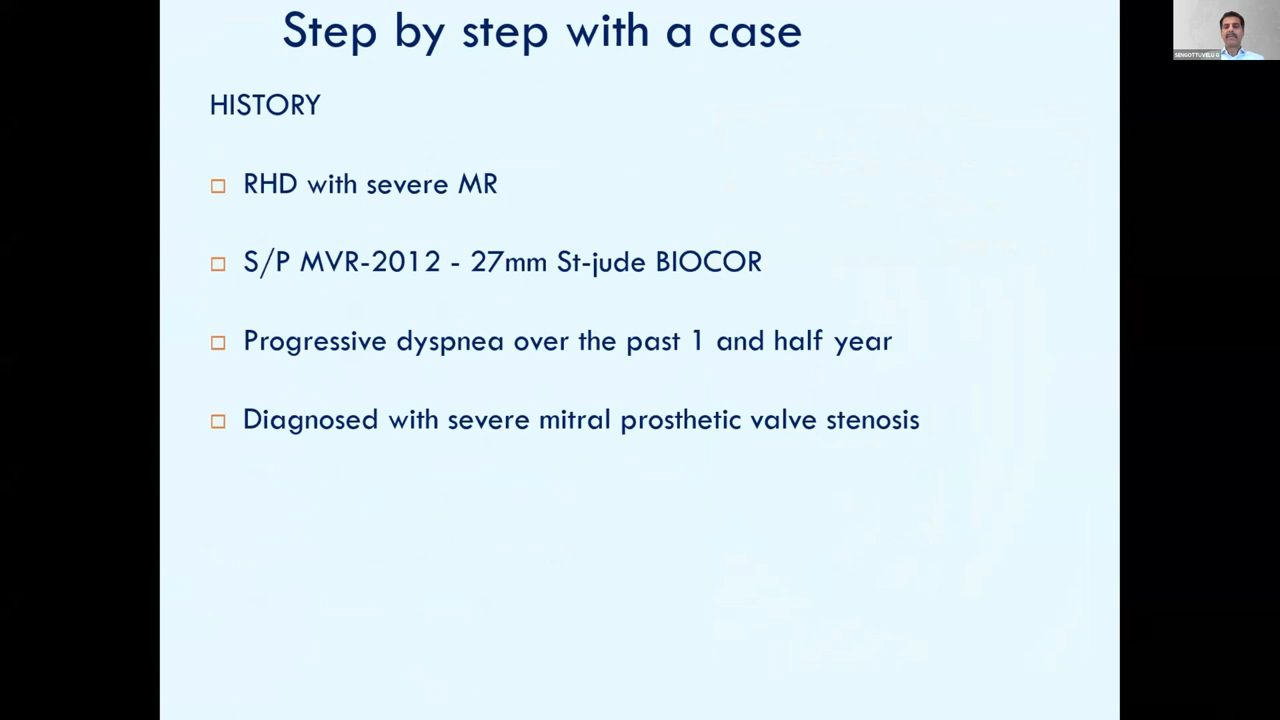 Step by step with a case
SENGOTTUVELU G
HISTORY
RHD with severe MR
S/P MVR-2012 - 27mm St-jude BIOCOR
Progressive dyspnea over the past 1 and half year
Diagnosed with severe mitral prosthetic valve stenosis